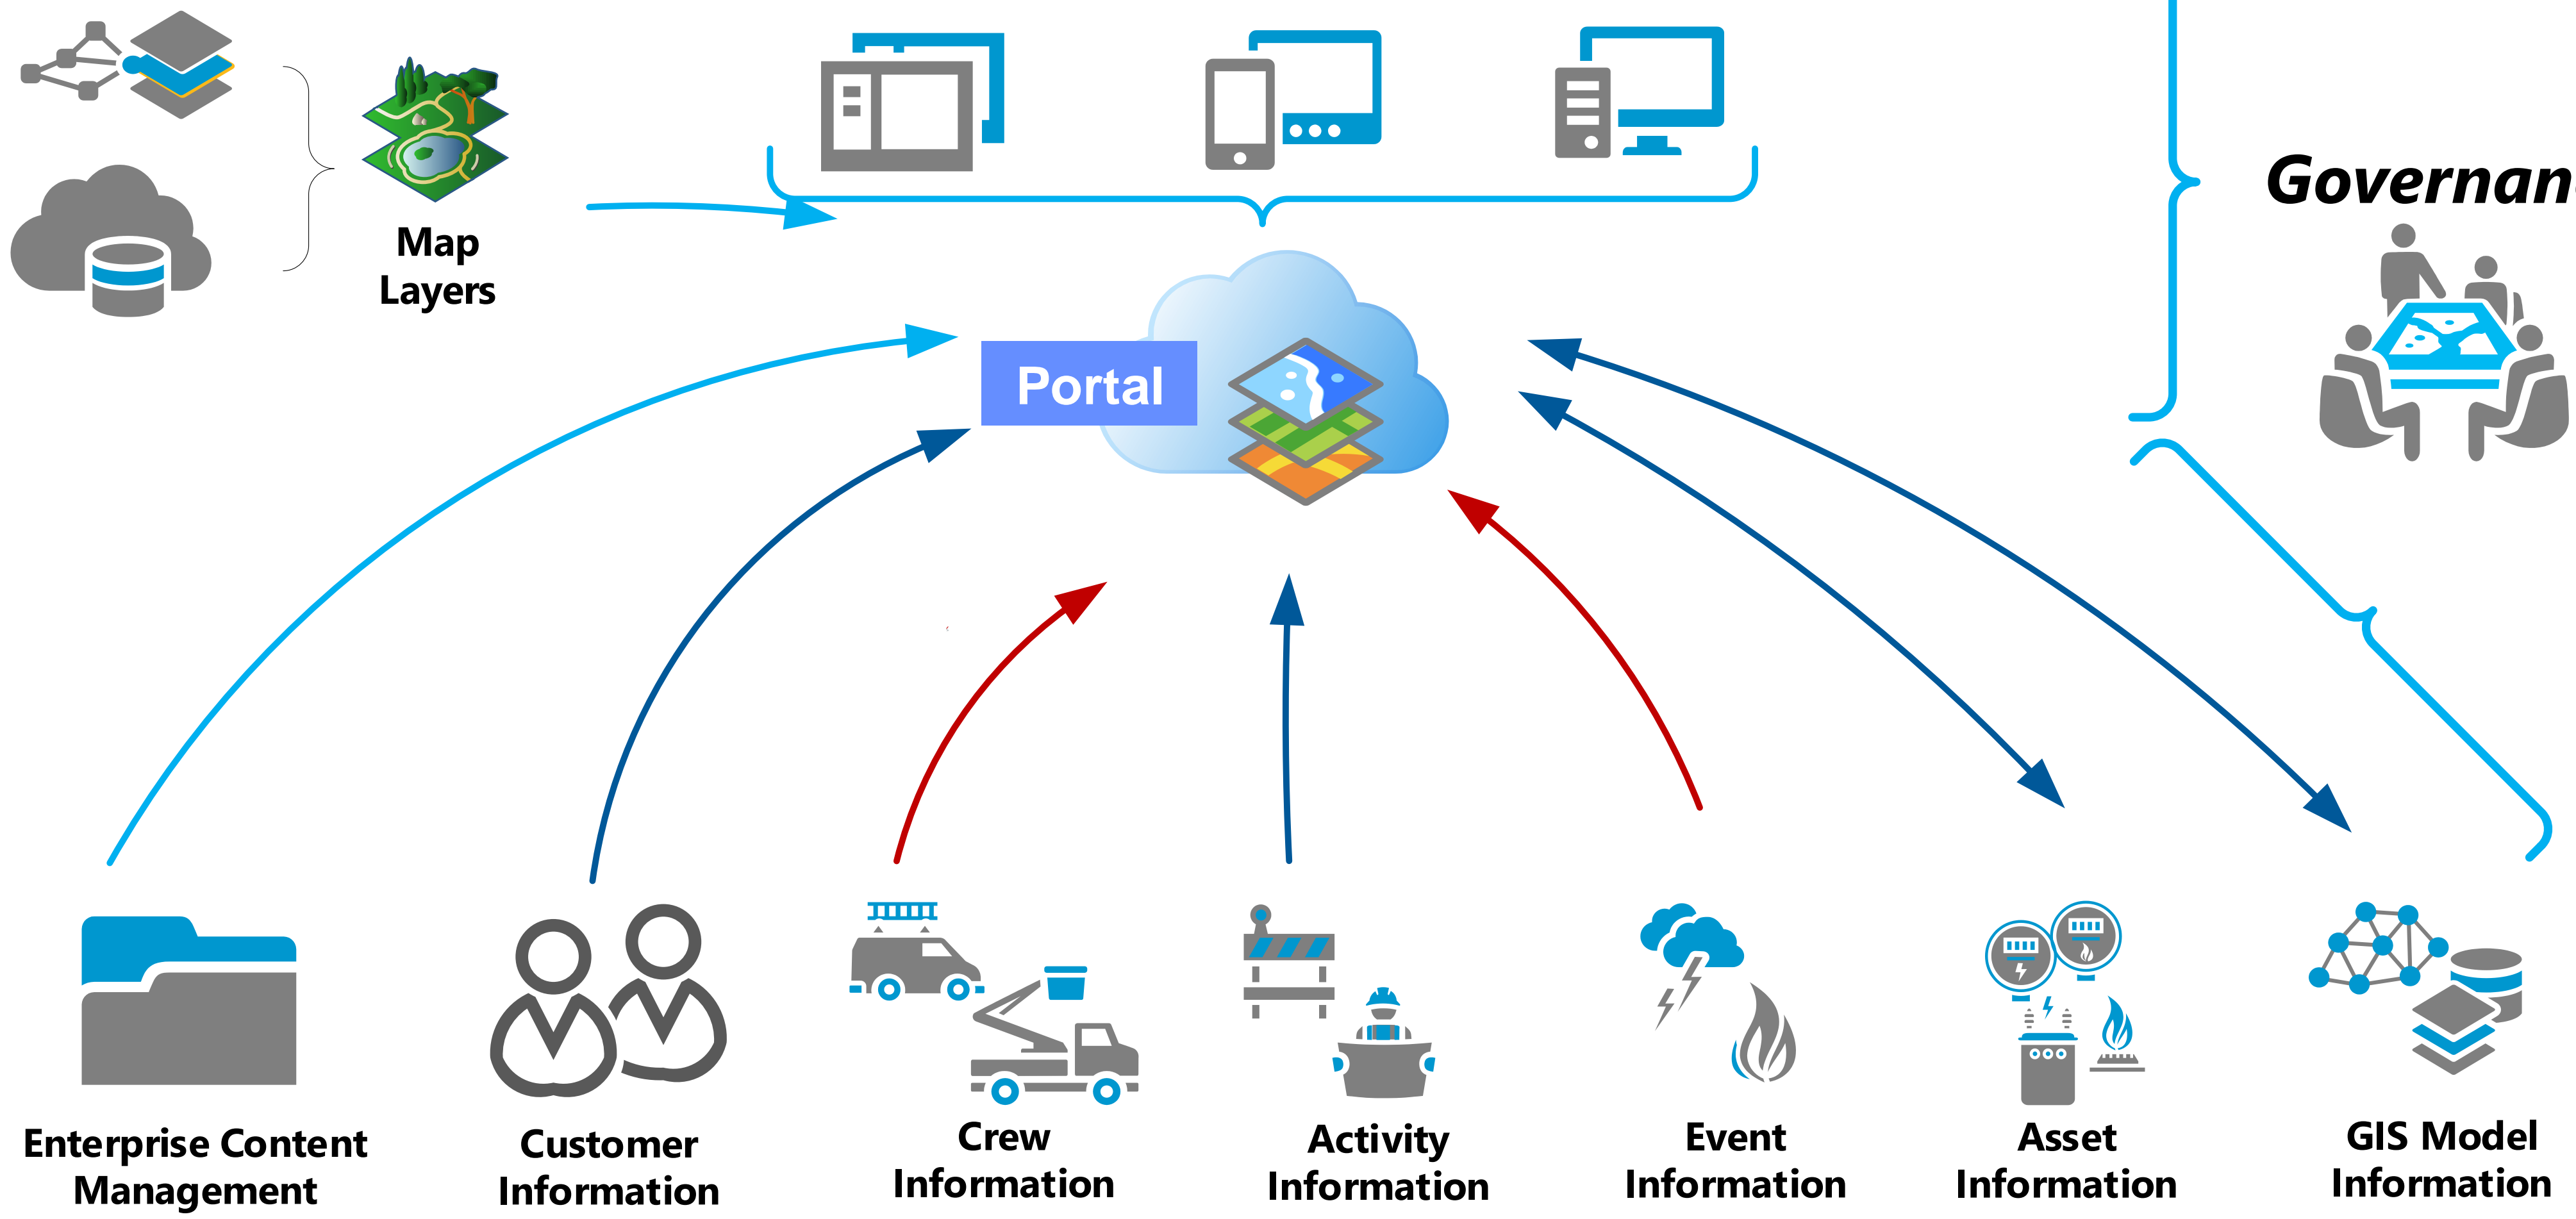 Map
Layers
Governan
Portal
Enterprise Content
Management
Customer
Information
Crew
Information
Activity
Information
Event
Information
Asset
Information
GIS Model
Information